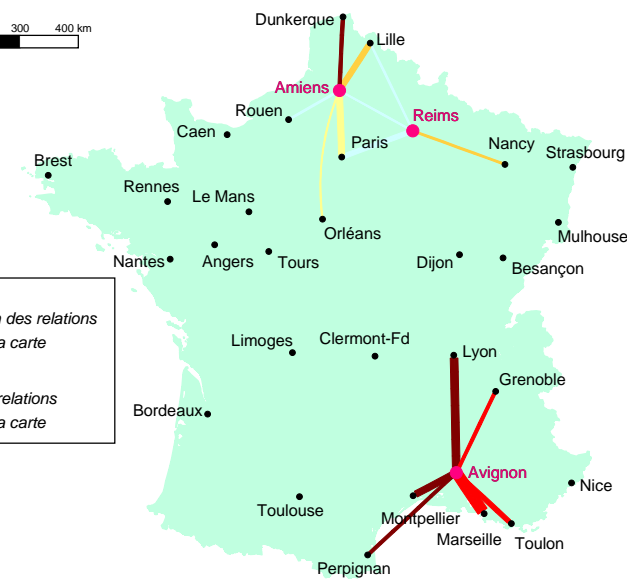 Dunkerque
300 400 km
Lille
Amiens
Rouen
Reims
Caen
Paris
Nancy
Strasbourg
Brest
Rennes
Le Mans
Orléans
Mulhouse
Nantes
Angers
Tours
Dijon
Besançon
des relations
a carte
Limoges
Clermont-Fd
Lyon
Grenoble
relations
a carte
Bordeaux
Avignon
Nice
Toulouse
Montpellier
Marseille
Toulon
Perpignan